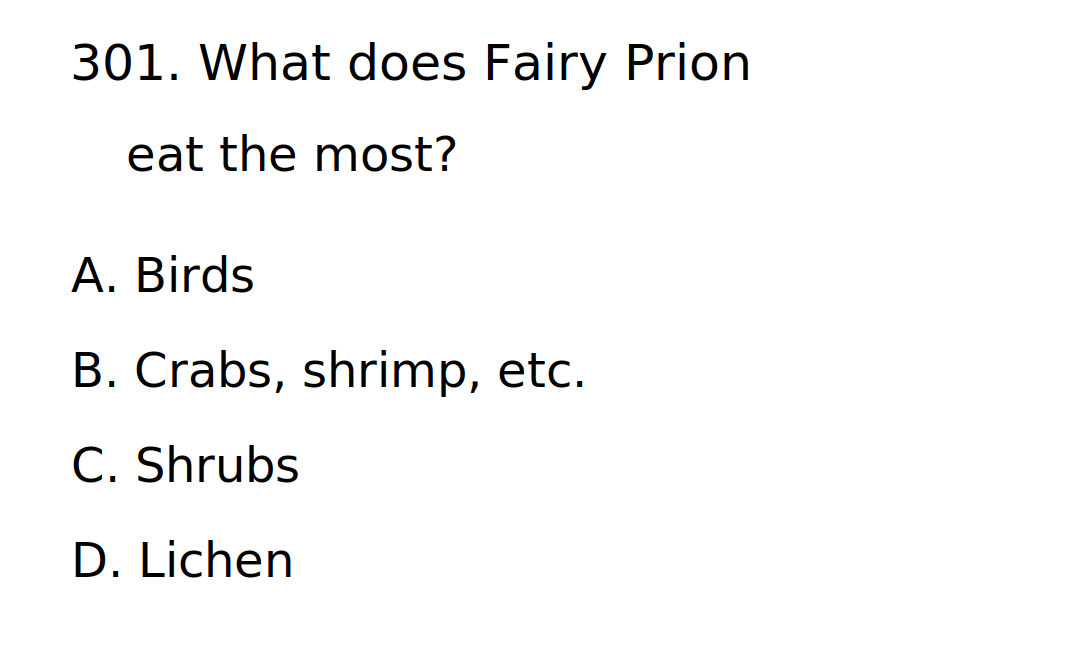 301. What does Fairy Prion
eat the most?
A. Birds
B. Crabs, shrimp, etc.
C. Shrubs
D. Lichen